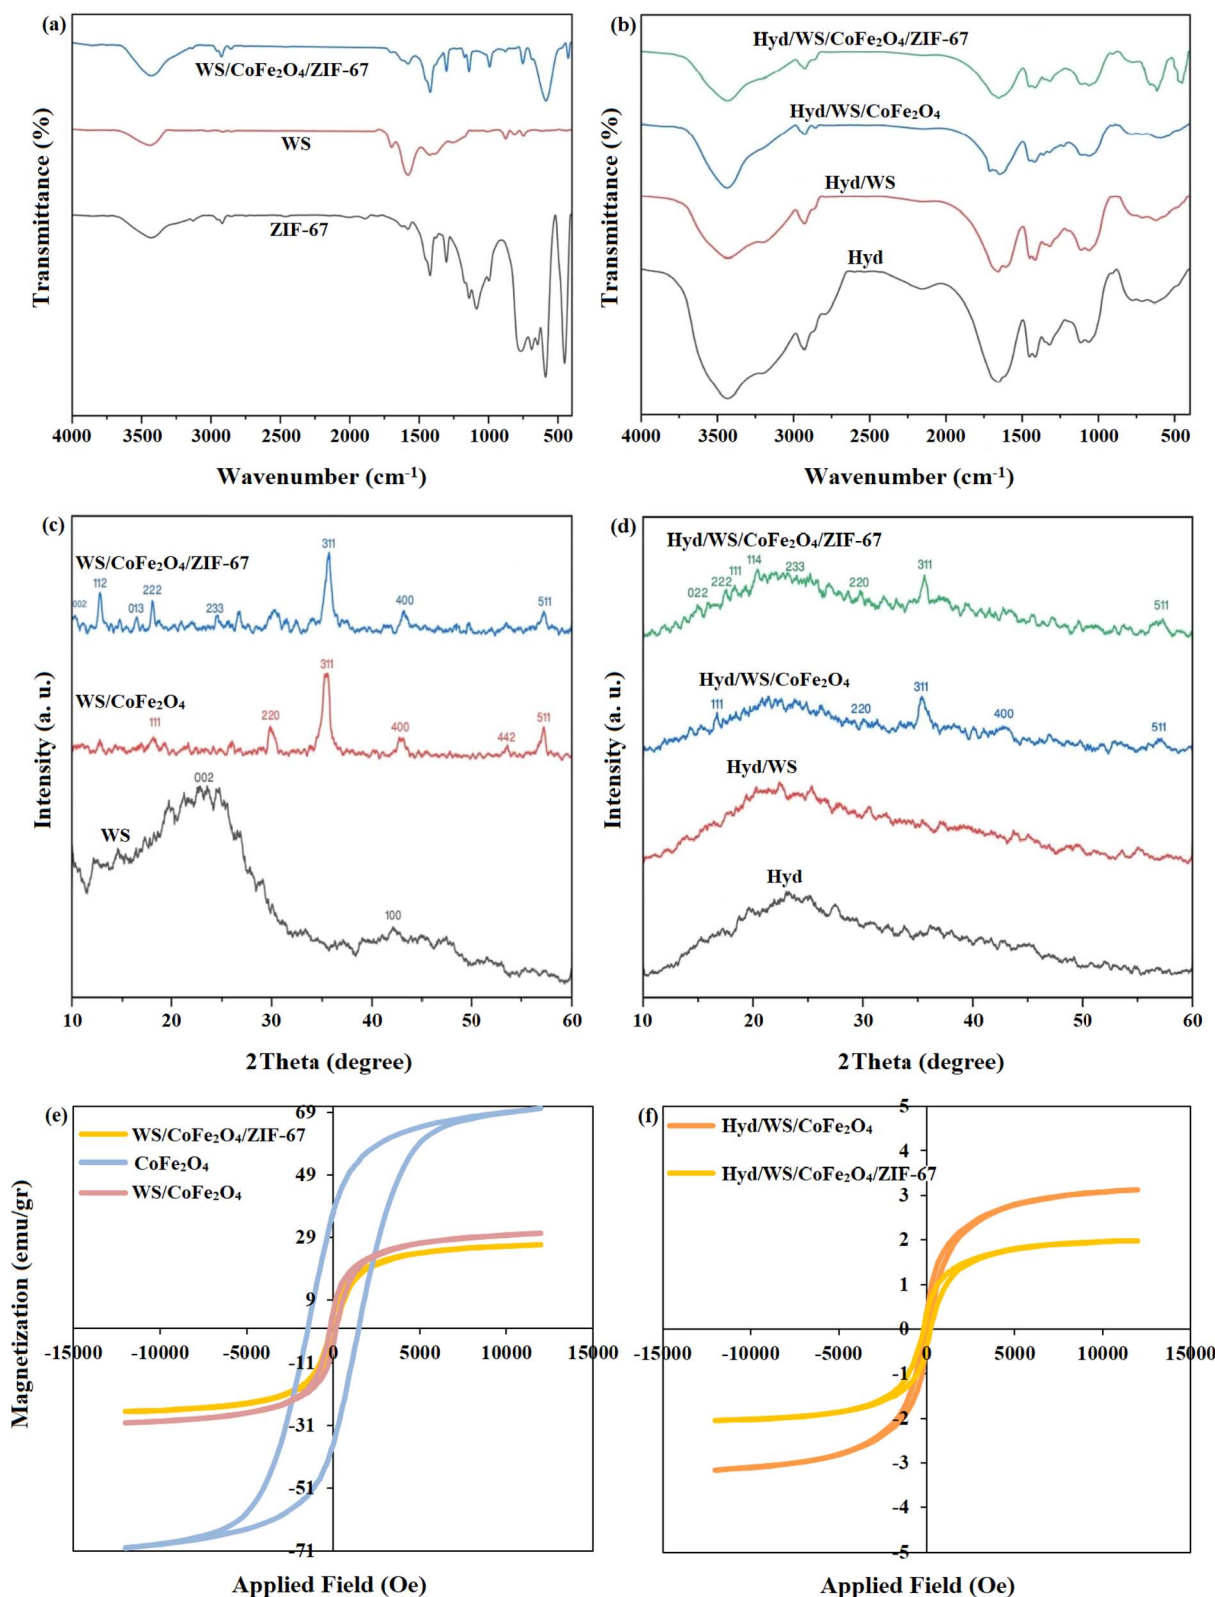 (a)
WS/CoFe₂O₄/ZIF-67
WS
ZIF-67
Transmittance (%)
4000 3500 3000 2500 2000 1500 1000 500
Wavenumber (cm⁻¹)
(b)
Hyd/WS/CoFe₂O₄/ZIF-67
Hyd/WS/CoFe₂O₄
Hyd/WS
Hyd
Transmittance (%)
4000 3500 3000 2500 2000 1500 1000 500
Wavenumber (cm⁻¹)
(c)
311
WS/CoFe₂O₄/ZIF-67
002 112 013 222 233 400 511
311
WS/CoFe₂O₄
111 220 400 442 511
002
WS
100
Intensity (a. u.)
10 20 30 40 50 60
2Theta (degree)
(d)
Hyd/WS/CoFe₂O₄/ZIF-67
022 222 111 114 233 220 311 511
Hyd/WS/CoFe₂O₄
111 220 311 400 511
Hyd/WS
Hyd
Intensity (a. u.)
10 20 30 40 50 60
2Theta (degree)
(e)
WS/CoFe₂O₄/ZIF-67
CoFe₂O₄
WS/CoFe₂O₄
69
49
29
9
-11
-31
-51
-71
-15000 -10000 -5000 0 5000 10000 15000
Magnetization (emu/gr)
Applied Field (Oe)
(f)
Hyd/WS/CoFe₂O₄
Hyd/WS/CoFe₂O₄/ZIF-67
5
4
3
2
1
0
-1
-2
-3
-4
-5
-15000 -10000 -5000 0 5000 10000 15000
Applied Field (Oe)